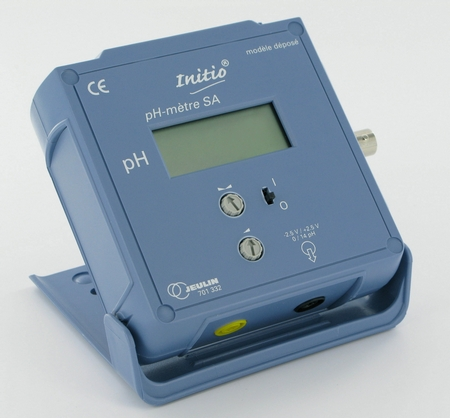 CE
Initio®
modèle déposé
pH-mètre SA
pH
I
O
-2,5 V / +2,5 V
0 / 14 pH
JEULIN
701 332